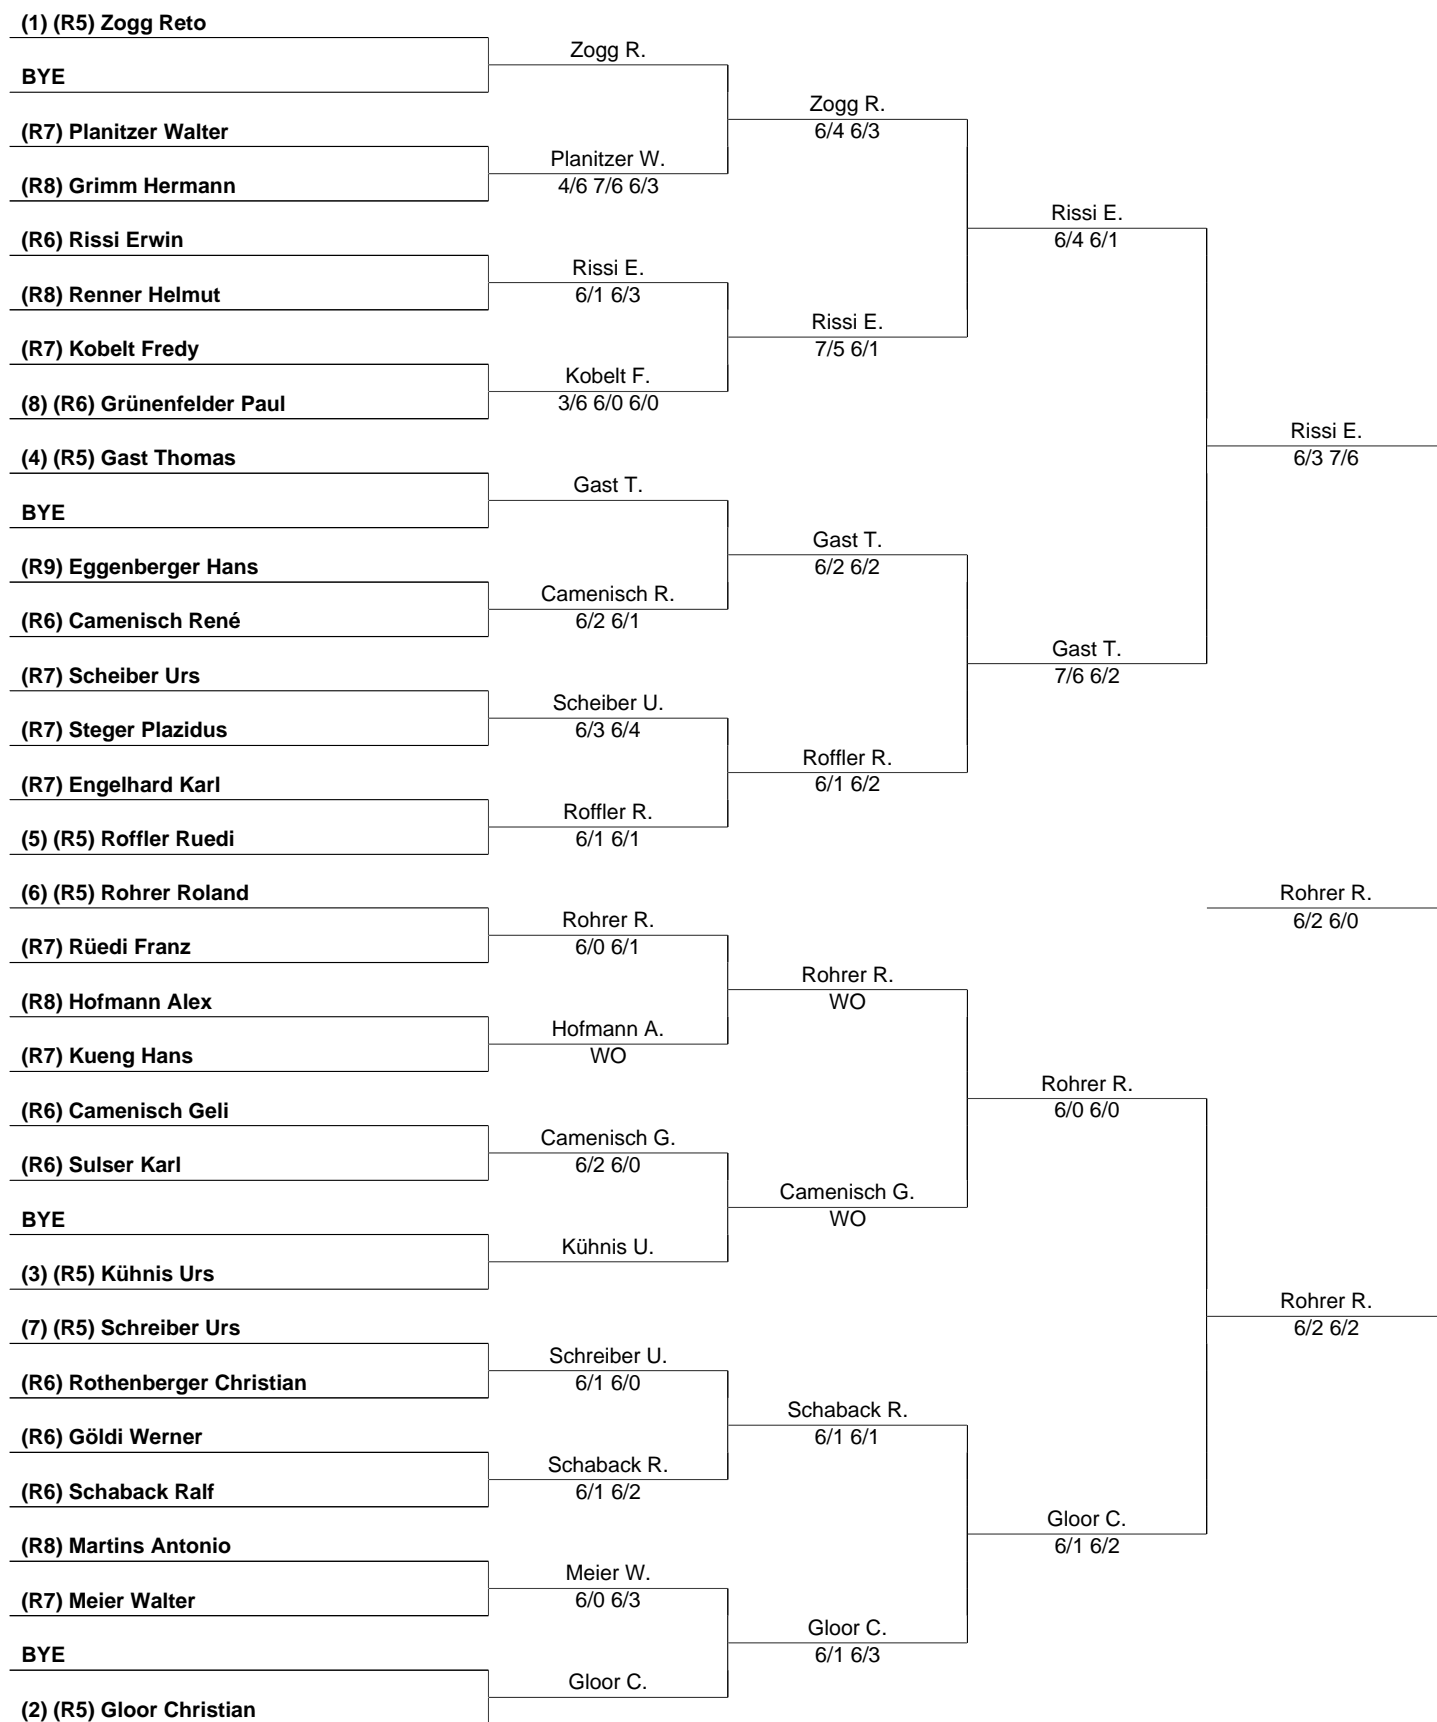 (1) (R5) Zogg Reto
BYE
(R7) Planitzer Walter
(R8) Grimm Hermann
(R6) Rissi Erwin
(R8) Renner Helmut
(R7) Kobelt Fredy
(8) (R6) Grünenfelder Paul
(4) (R5) Gast Thomas
BYE
(R9) Eggenberger Hans
(R6) Camenisch René
(R7) Scheiber Urs
(R7) Steger Plazidus
(R7) Engelhard Karl
(5) (R5) Roffler Ruedi
(6) (R5) Rohrer Roland
(R7) Rüedi Franz
(R8) Hofmann Alex
(R7) Kueng Hans
(R6) Camenisch Geli
(R6) Sulser Karl
BYE
(3) (R5) Kühnis Urs
(7) (R5) Schreiber Urs
(R6) Rothenberger Christian
(R6) Göldi Werner
(R6) Schaback Ralf
(R8) Martins Antonio
(R7) Meier Walter
BYE
(2) (R5) Gloor Christian
Zogg R.
Planitzer W.
4/6 7/6 6/3
Rissi E.
6/1 6/3
Kobelt F.
3/6 6/0 6/0
Gast T.
Camenisch R.
6/2 6/1
Scheiber U.
6/3 6/4
Roffler R.
6/1 6/1
Rohrer R.
6/0 6/1
Hofmann A.
WO
Camenisch G.
6/2 6/0
Kühnis U.
Schreiber U.
6/1 6/0
Schaback R.
6/1 6/2
Meier W.
6/0 6/3
Gloor C.
Zogg R.
6/4 6/3
Rissi E.
7/5 6/1
Gast T.
6/2 6/2
Roffler R.
6/1 6/2
Rohrer R.
WO
Camenisch G.
WO
Schaback R.
6/1 6/1
Gloor C.
6/1 6/3
Rissi E.
6/4 6/1
Gast T.
7/6 6/2
Rohrer R.
6/0 6/0
Gloor C.
6/1 6/2
Rissi E.
6/3 7/6
Rohrer R.
6/2 6/0
Rohrer R.
6/2 6/2